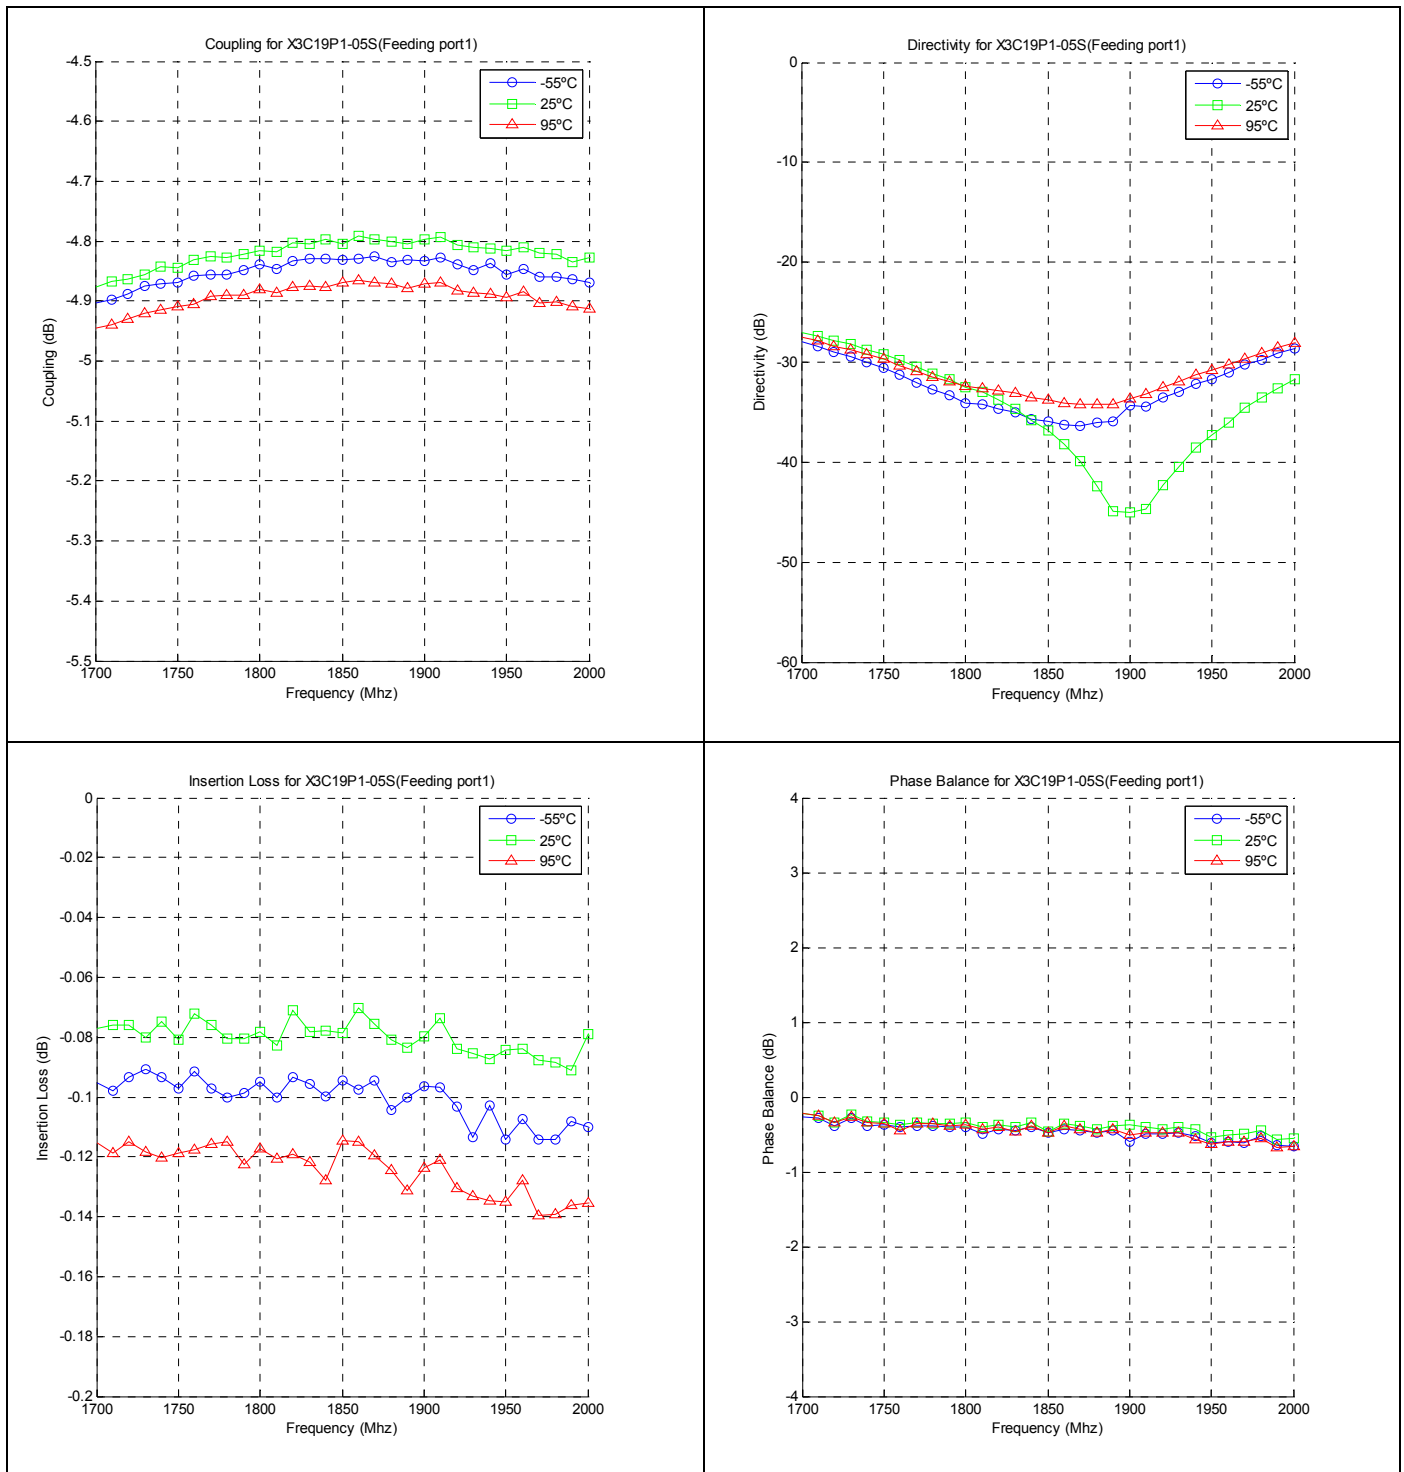 Coupling for X3C19P1-05S(Feeding port1)
-4.5
-4.6
-4.7
-4.8
-4.9
-5
-5.1
-5.2
-5.3
-5.4
-5.5
Coupling (dB)
-55ºC
25ºC
95ºC
1700 1750 1800 1850 1900 1950 2000
Frequency (Mhz)
Directivity for X3C19P1-05S(Feeding port1)
0
-10
-20
-30
-40
-50
-60
Directivity (dB)
-55ºC
25ºC
95ºC
1700 1750 1800 1850 1900 1950 2000
Frequency (Mhz)
Insertion Loss for X3C19P1-05S(Feeding port1)
0
-0.02
-0.04
-0.06
-0.08
-0.1
-0.12
-0.14
-0.16
-0.18
-0.2
Insertion Loss (dB)
-55ºC
25ºC
95ºC
1700 1750 1800 1850 1900 1950 2000
Frequency (Mhz)
Phase Balance for X3C19P1-05S(Feeding port1)
4
3
2
1
0
-1
-2
-3
-4
Phase Balance (dB)
-55ºC
25ºC
95ºC
1700 1750 1800 1850 1900 1950 2000
Frequency (Mhz)